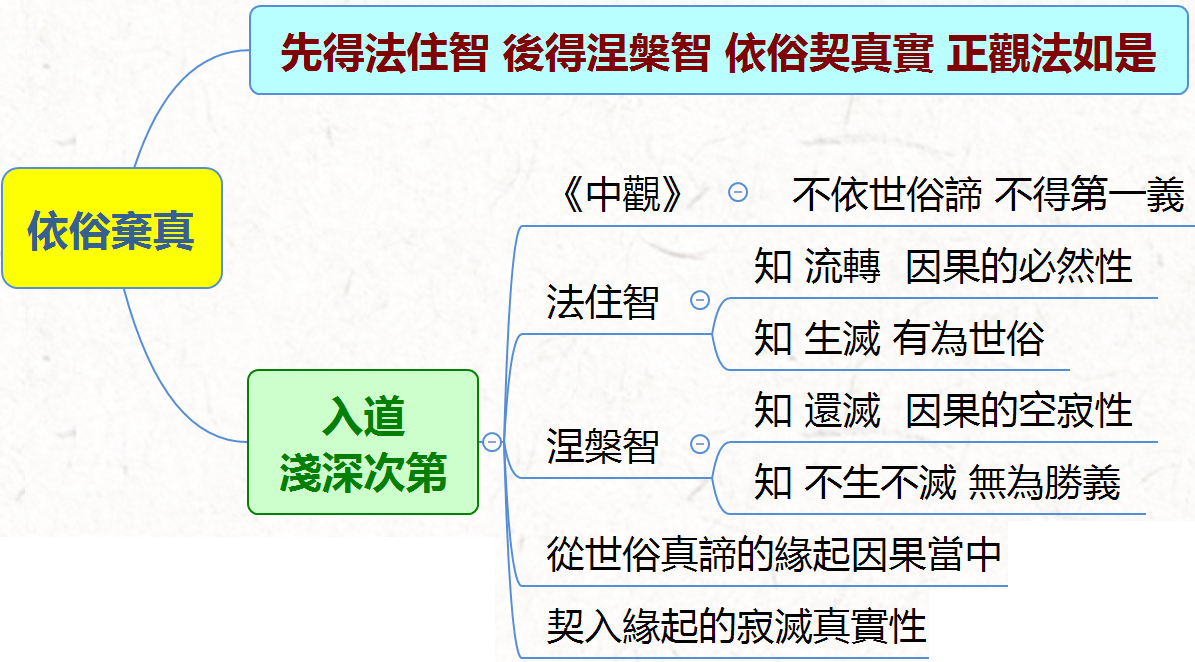 先得法住智 後得涅槃智 依俗契真實 正觀法如是
依俗棄真
《中觀》 不依世俗諦 不得第一義
法住智
知 流轉 因果的必然性
知 生滅 有為世俗
入道
淺深次第
涅槃智
知 還滅 因果的空寂性
知 不生不滅 無為勝義
從世俗真諦的緣起因果當中
契入緣起的寂滅真實性